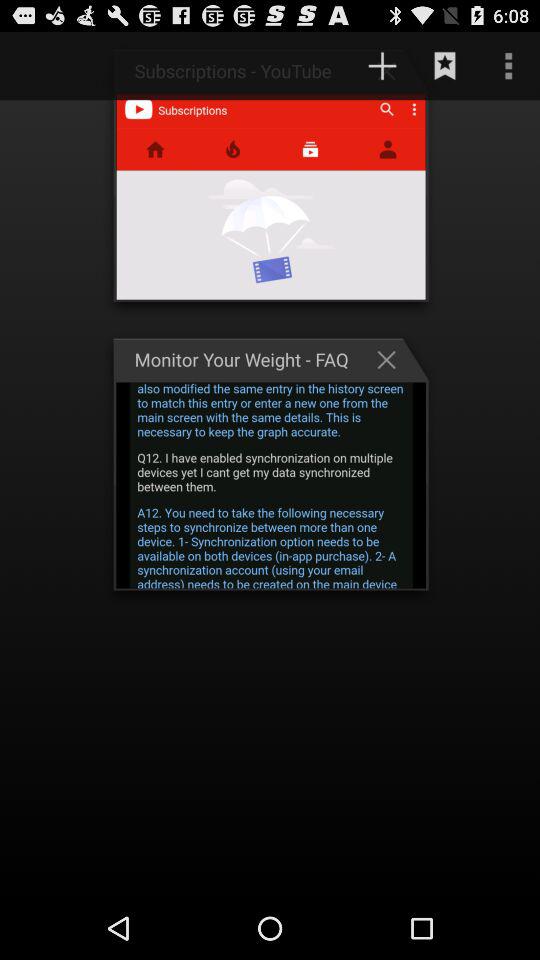 6:08
Subscriptions - YouTube
Subscriptions
Monitor Your Weight - FAQ
also modified the same entry in the history screen
to match this entry or enter a new one from the
main screen with the same details. This is
necessary to keep the graph accurate.
Q12. I have enabled synchronization on multiple
devices yet I cant get my data synchronized
between them.
A12. You need to take the following necessary
steps to synchronize between more than one
device. 1- Synchronization option needs to be
available on both devices (in-app purchase). 2- A
synchronization account (using your email
address) needs to be created on the main device